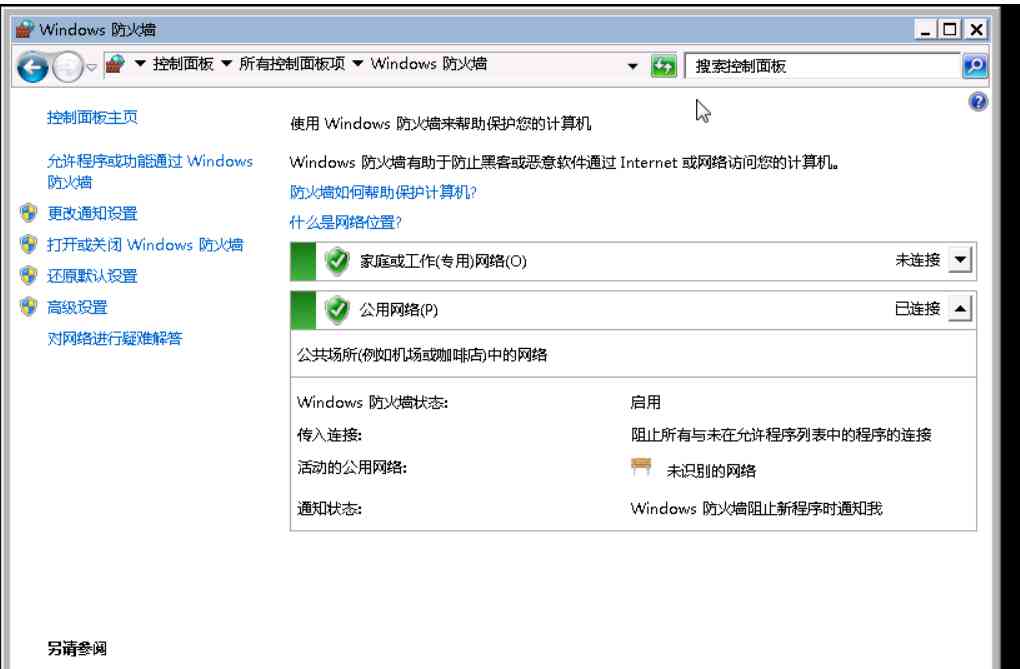 Windows 防火墙
控制面板 所有控制面板项 Windows 防火墙
搜索控制面板
控制面板主页
允许程序或功能通过 Windows
防火墙
更改通知设置
打开或关闭 Windows 防火墙
还原默认设置
高级设置
对网络进行疑难解答
另请参阅
使用 Windows 防火墙来帮助保护您的计算机
Windows 防火墙有助于防止黑客或恶意软件通过 Internet 或网络访问您的计算机。
防火墙如何帮助保护计算机?
什么是网络位置?
家庭或工作(专用)网络(O) 未连接
公用网络(P) 已连接
公共场所(例如机场或咖啡店)中的网络
Windows 防火墙状态: 启用
传入连接: 阻止所有与未在允许程序列表中的程序的连接
活动的公用网络: 未识别的网络
通知状态: Windows 防火墙阻止新程序时通知我